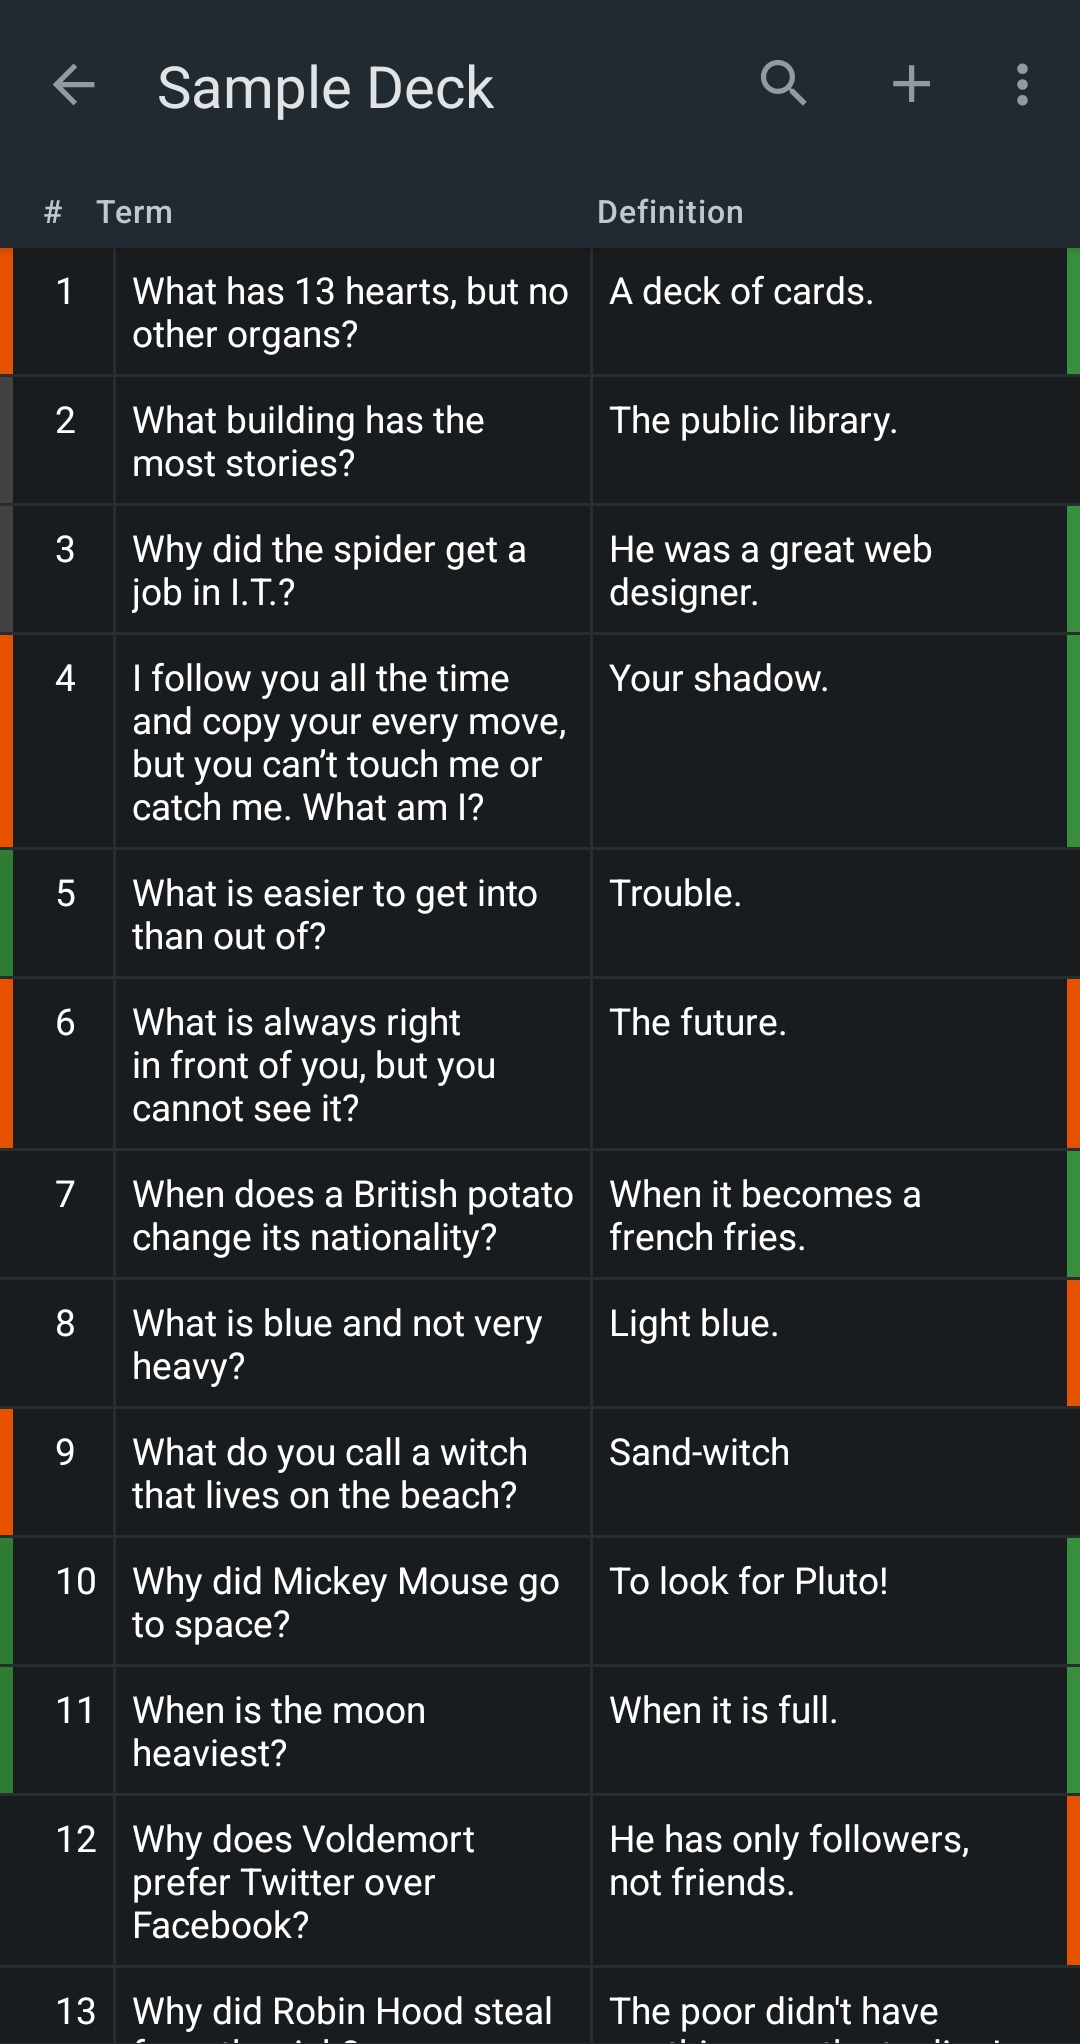 Sample Deck
# Term Definition
1 What has 13 hearts, but no
other organs?
A deck of cards.
2 What building has the
most stories?
The public library.
3 Why did the spider get a
job in I.T.?
He was a great web
designer.
4 I follow you all the time
and copy your every move,
but you can’t touch me or
catch me. What am I?
Your shadow.
5 What is easier to get into
than out of?
Trouble.
6 What is always right
in front of you, but you
cannot see it?
The future.
7 When does a British potato
change its nationality?
When it becomes a
french fries.
8 What is blue and not very
heavy?
Light blue.
9 What do you call a witch
that lives on the beach?
Sand-witch
10 Why did Mickey Mouse go
to space?
To look for Pluto!
11 When is the moon
heaviest?
When it is full.
12 Why does Voldemort
prefer Twitter over
Facebook?
He has only followers,
not friends.
13 Why did Robin Hood steal
The poor didn't have